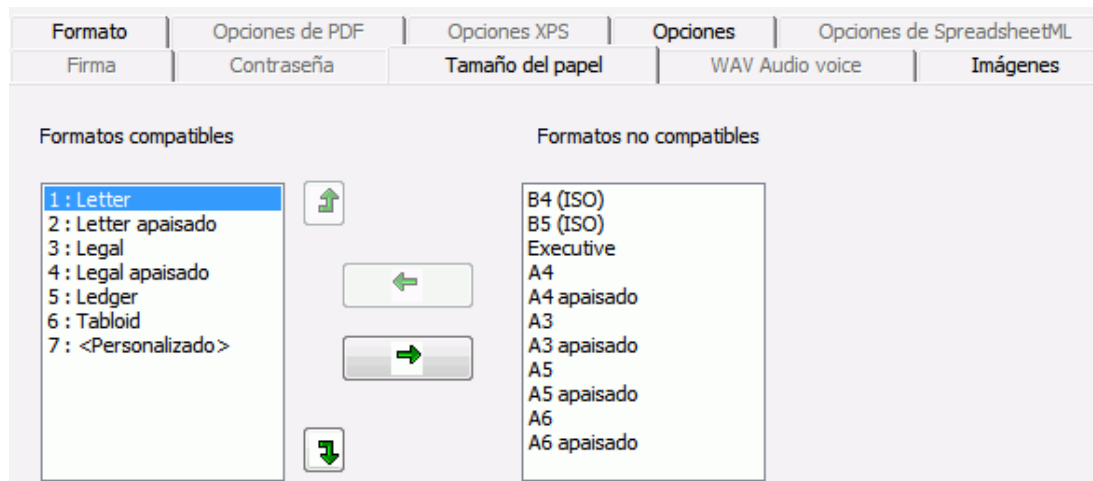 Formato Opciones de PDF Opciones XPS Opciones Opciones de SpreadsheetML
Firma Contraseña Tamaño del papel WAV Audio voice Imágenes
Formatos compatibles
1 : Letter
2 : Letter apaisado
3 : Legal
4 : Legal apaisado
5 : Ledger
6 : Tabloid
7 : <Personalizado>
Formatos no compatibles
B4 (ISO)
B5 (ISO)
Executive
A4
A4 apaisado
A3
A3 apaisado
A5
A5 apaisado
A6
A6 apaisado